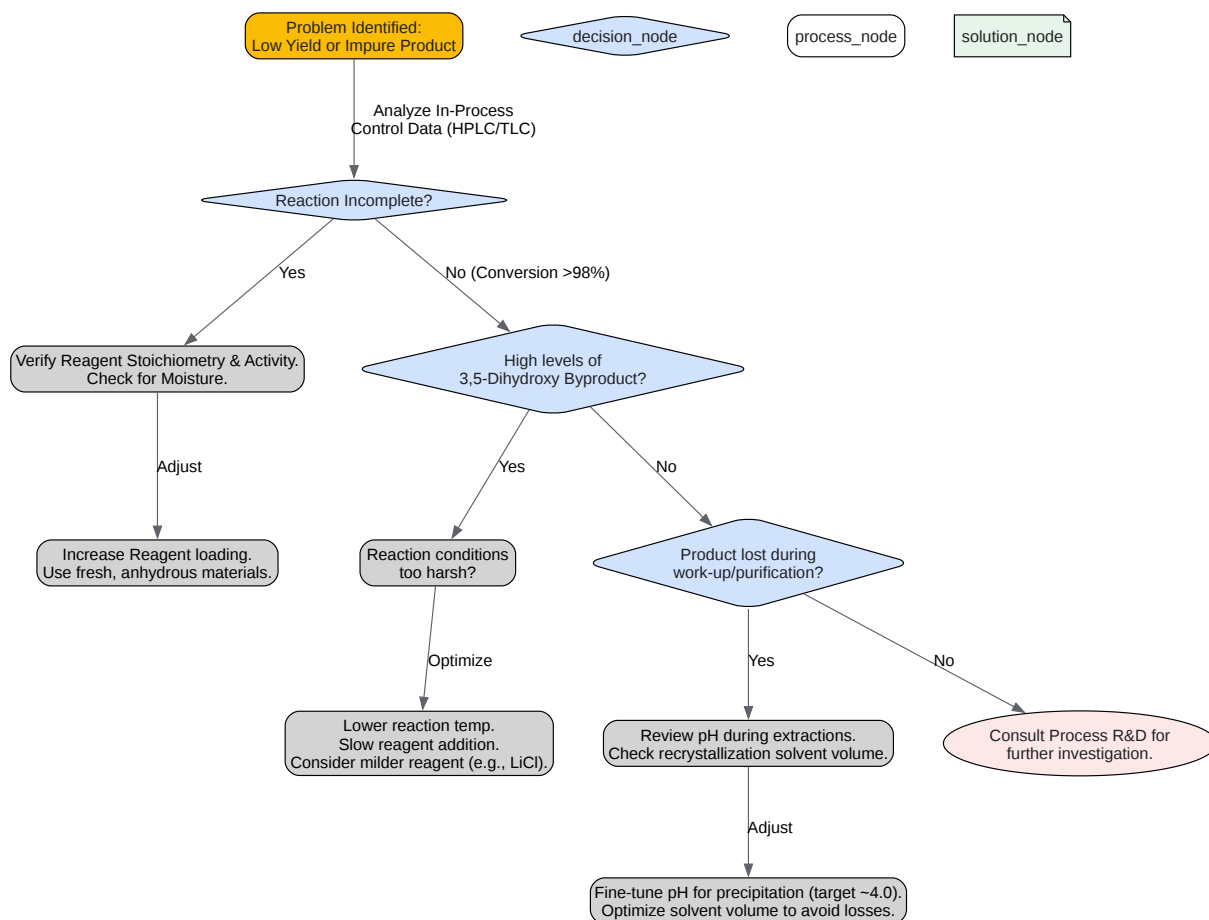 Problem Identified:
Low Yield or Impure Product
decision_node
process_node
solution_node
Analyze In-Process
Control Data (HPLC/TLC)
Reaction Incomplete?
Yes
No (Conversion >98%)
Verify Reagent Stoichiometry & Activity.
Check for Moisture.
High levels of
3,5-Dihydroxy Byproduct?
Adjust
Yes
No
Increase Reagent loading.
Use fresh, anhydrous materials.
Reaction conditions
too harsh?
Product lost during
work-up/purification?
Optimize
Yes
No
Lower reaction temp.
Slow reagent addition.
Consider milder reagent (e.g., LiCl).
Review pH during extractions.
Check recrystallization solvent volume.
Consult Process R&D for
further investigation.
Adjust
Fine-tune pH for precipitation (target ~4.0).
Optimize solvent volume to avoid losses.